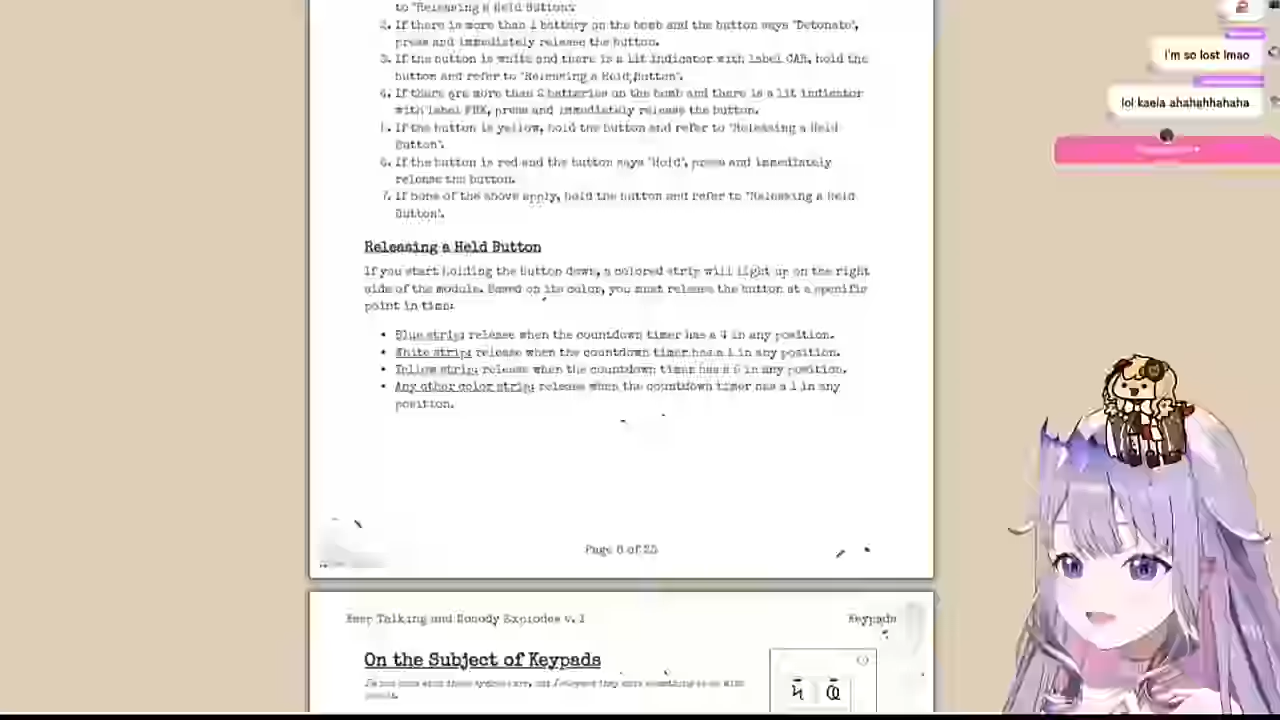 to "Releasing a Held Button".
2. If there is more than 1 battery on the bomb and the button says "Detonate",
press and immediately release the button.
3. If the button is white and there is a lit indicator with label CAR, hold the
button and refer to "Releasing a Held Button".
4. If there are more than 2 batteries on the bomb and there is a lit indicator
with label FRK, press and immediately release the button.
5. If the button is yellow, hold the button and refer to "Releasing a Held
Button".
6. If the button is red and the button says "Hold", press and immediately
release the button.
7. If none of the above apply, hold the button and refer to "Releasing a Held
Button".
Releasing a Held Button
If you start holding the button down, a colored strip will light up on the right
side of the module. Based on its color, you must release the button at a specific
point in time:
• Blue strip: release when the countdown timer has a 4 in any position.
• White strip: release when the countdown timer has a 1 in any position.
• Yellow strip: release when the countdown timer has a 5 in any position.
• Any other color strip: release when the countdown timer has a 1 in any
position.
Page of 23
Keep Talking and Nobody Explodes v. 1
Keypads
On the Subject of Keypads
I'm so lost lmao
lol kaela ahahahhahaha